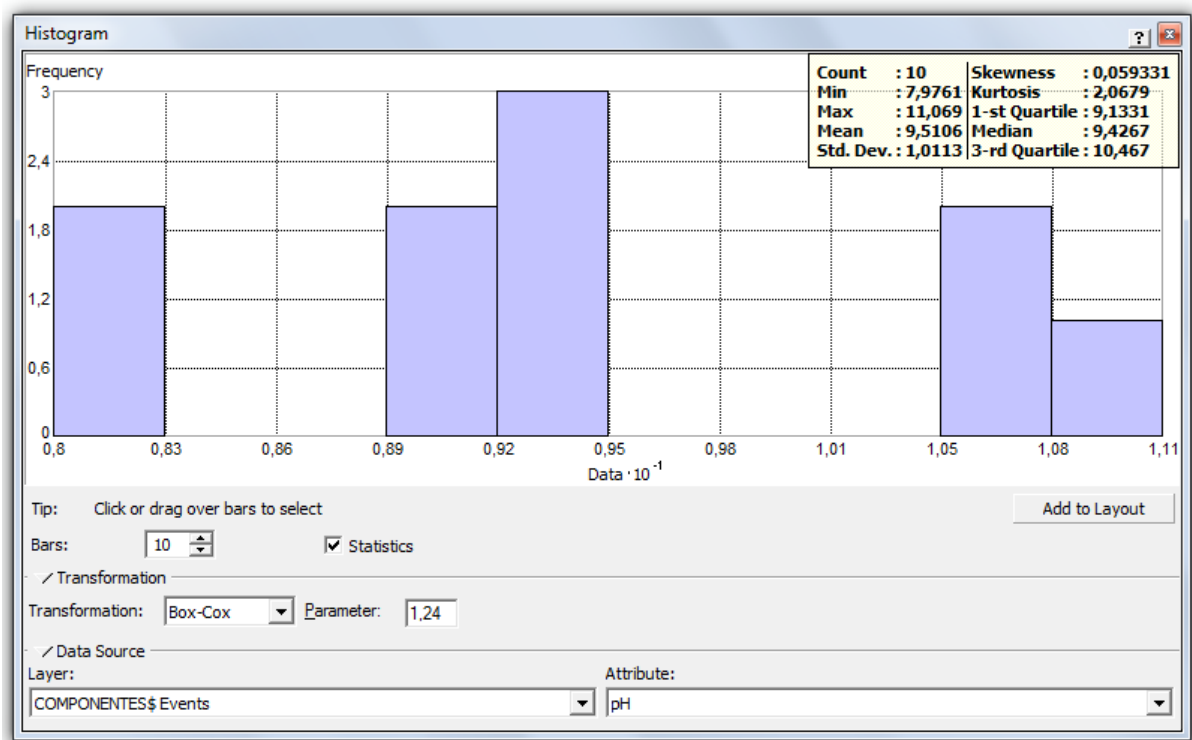 Histogram
Frequency
Count : 10 Skewness : 0,059331
Min : 7,9761 Kurtosis : 2,0679
Max : 11,069 1-st Quartile : 9,1331
Mean : 9,5106 Median : 9,4267
Std. Dev. : 1,0113 3-rd Quartile : 10,467
3
2,4
1,8
1,2
0,6
0
0,8 0,83 0,86 0,89 0,92 0,95 0,98 1,01 1,05 1,08 1,11
Data · 10⁻¹
Tip: Click or drag over bars to select Add to Layout
Bars: 10 Statistics
Transformation
Transformation: Box-Cox Parameter: 1,24
Data Source
Layer: Attribute:
COMPONENTES$ Events pH